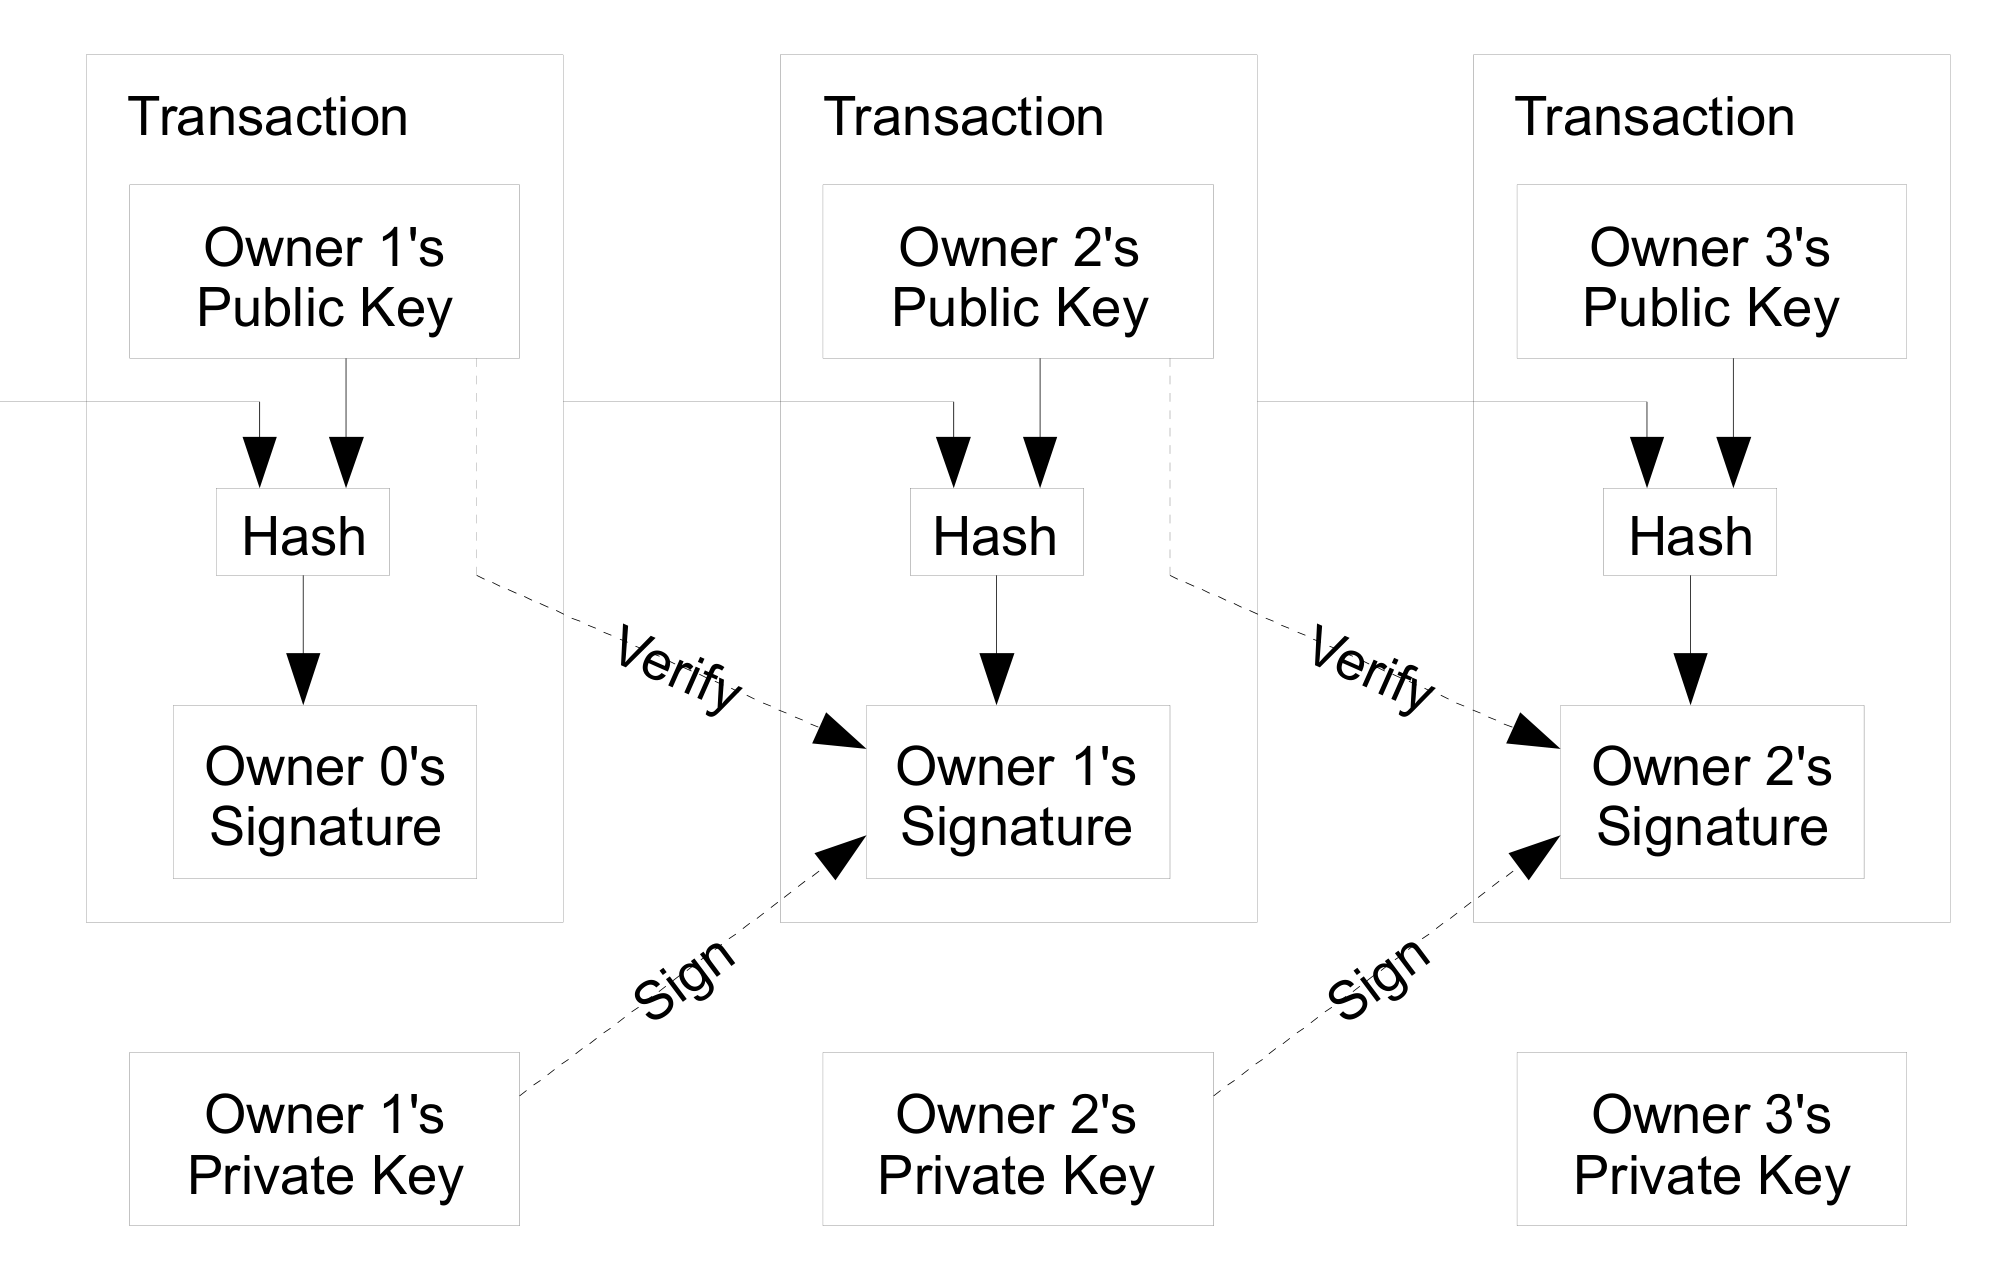 Transaction
Owner 1's
Public Key
Hash
Owner 0's
Signature
Transaction
Owner 2's
Public Key
Hash
Owner 1's
Signature
Transaction
Owner 3's
Public Key
Hash
Owner 2's
Signature
Verify
Verify
Sign
Sign
Owner 1's
Private Key
Owner 2's
Private Key
Owner 3's
Private Key